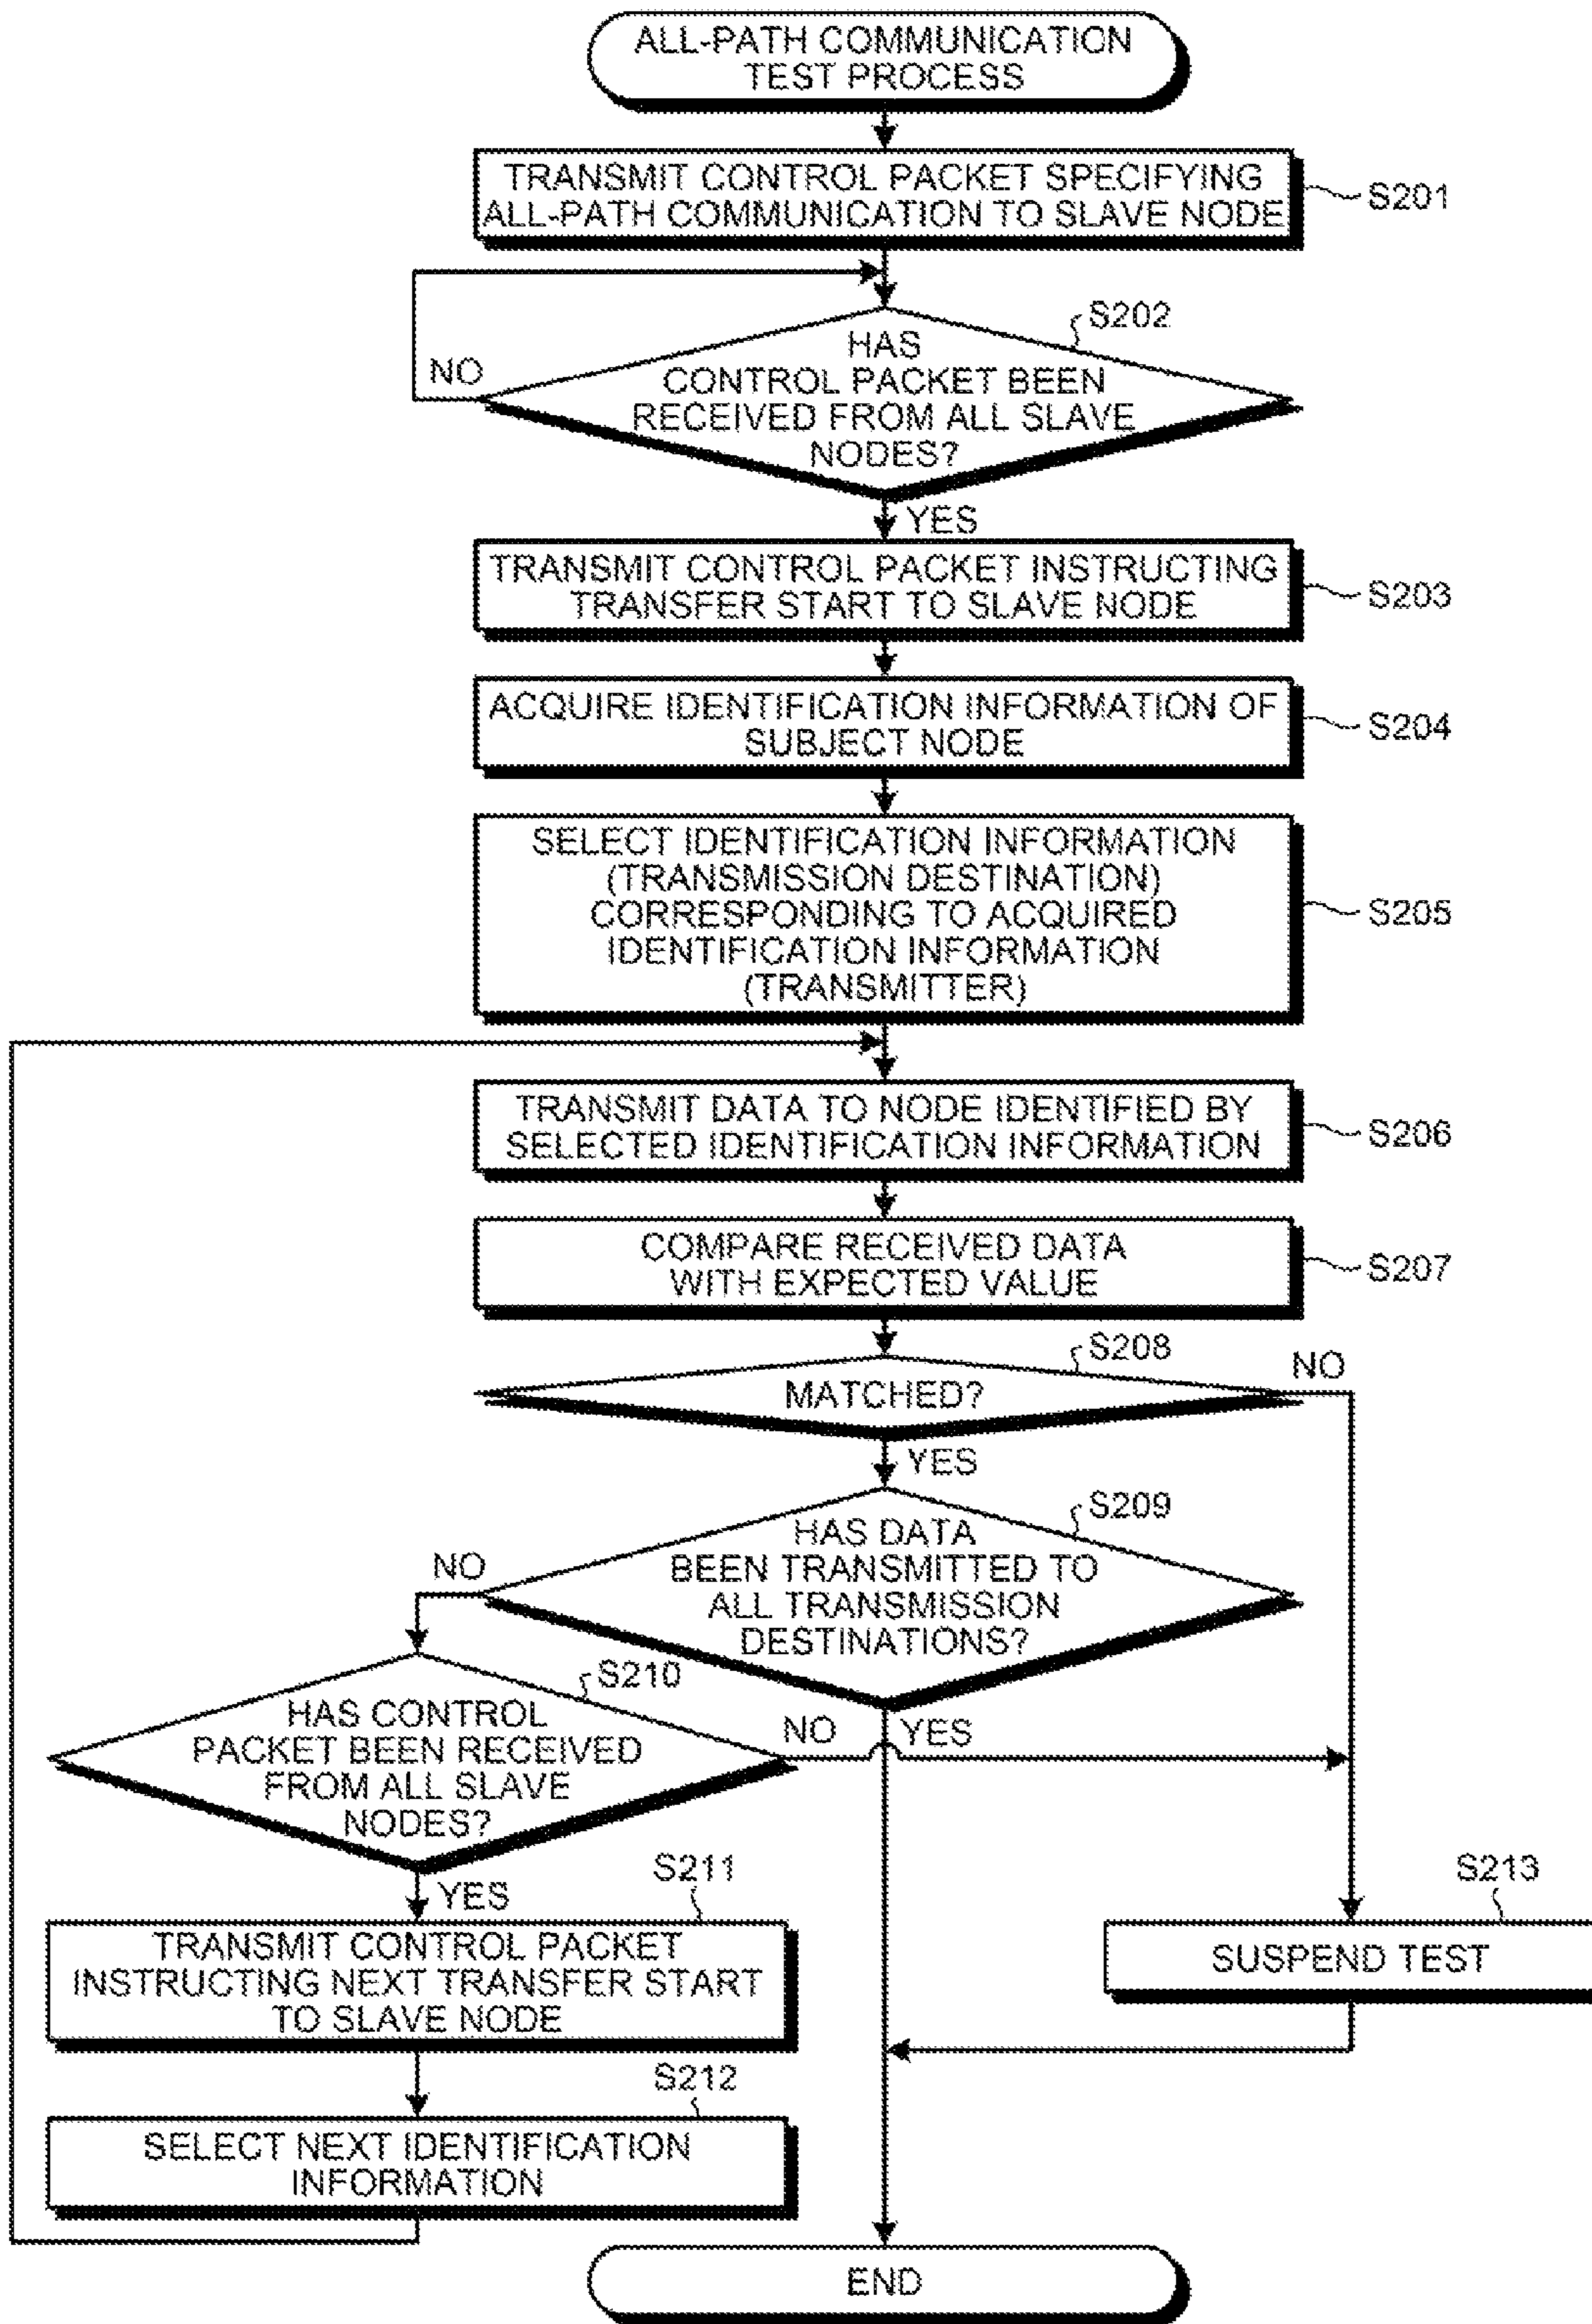 ALL-PATH COMMUNICATION
TEST PROCESS
TRANSMIT CONTROL PACKET SPECIFYING
ALL-PATH COMMUNICATION TO SLAVE NODE
S201
S202
HAS
CONTROL PACKET BEEN
RECEIVED FROM ALL SLAVE
NODES?
NO
YES
TRANSMIT CONTROL PACKET INSTRUCTING
TRANSFER START TO SLAVE NODE
S203
ACQUIRE IDENTIFICATION INFORMATION OF
SUBJECT NODE
S204
SELECT IDENTIFICATION INFORMATION
(TRANSMISSION DESTINATION)
CORRESPONDING TO ACQUIRED
IDENTIFICATION INFORMATION
(TRANSMITTER)
S205
TRANSMIT DATA TO NODE IDENTIFIED BY
SELECTED IDENTIFICATION INFORMATION
S206
COMPARE RECEIVED DATA
WITH EXPECTED VALUE
S207
S208
MATCHED?
NO
YES
S209
HAS DATA
BEEN TRANSMITTED TO
ALL TRANSMISSION
DESTINATIONS?
NO
YES
S210
HAS CONTROL
PACKET BEEN RECEIVED
FROM ALL SLAVE
NODES?
NO
YES
S211
TRANSMIT CONTROL PACKET
INSTRUCTING NEXT TRANSFER START
TO SLAVE NODE
S213
SUSPEND TEST
S212
SELECT NEXT IDENTIFICATION
INFORMATION
END